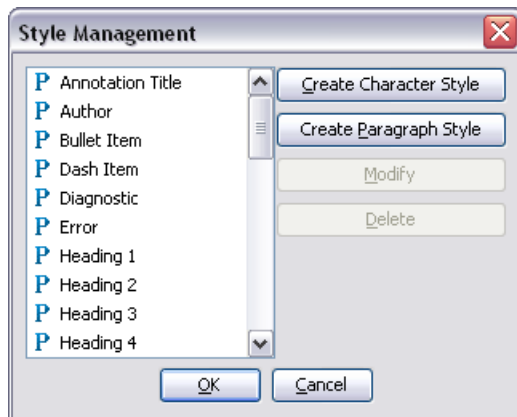 Style Management
P Annotation Title
P Author
P Bullet Item
P Dash Item
P Diagnostic
P Error
P Heading 1
P Heading 2
P Heading 3
P Heading 4
Create Character Style
Create Paragraph Style
Modify
Delete
OK
Cancel